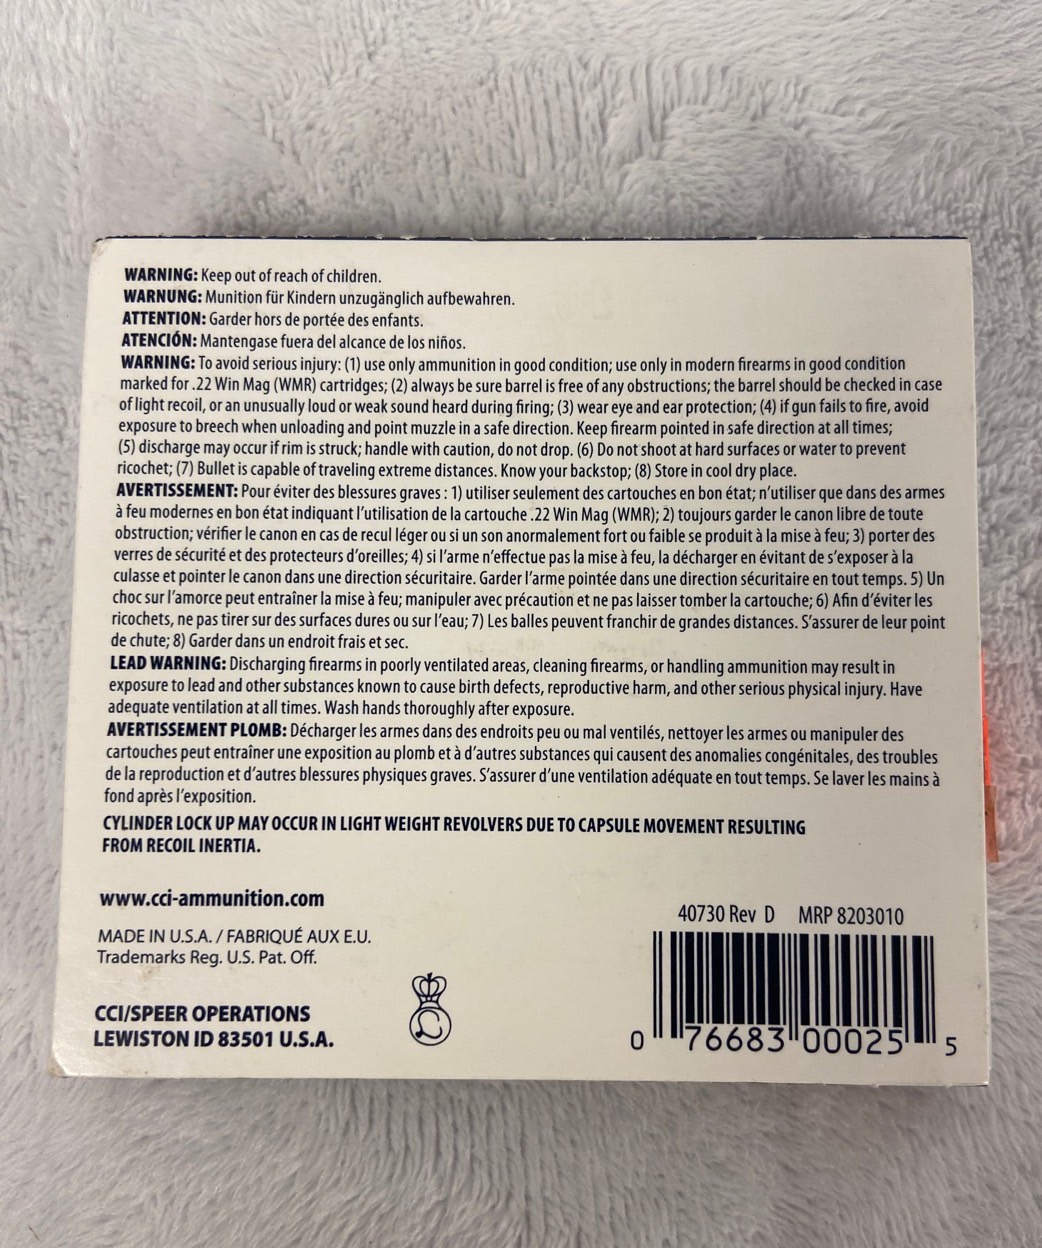 WARNING: Keep out of reach of children.
WARNUNG: Munition für Kindern unzugänglich aufbewahren.
ATTENTION: Garder hors de portée des enfants.
ATENCIÓN: Mantengase fuera del alcance de los niños.
WARNING: To avoid serious injury: (1) use only ammunition in good condition; use only in modern firearms in good condition
marked for .22 Win Mag (WMR) cartridges; (2) always be sure barrel is free of any obstructions; the barrel should be checked in case
of light recoil, or an unusually loud or weak sound heard during firing; (3) wear eye and ear protection; (4) if gun fails to fire, avoid
exposure to breech when unloading and point muzzle in a safe direction. Keep firearm pointed in safe direction at all times;
(5) discharge may occur if rim is struck; handle with caution, do not drop. (6) Do not shoot at hard surfaces or water to prevent
ricochet; (7) Bullet is capable of traveling extreme distances. Know your backstop; (8) Store in cool dry place.
AVERTISSEMENT: Pour éviter des blessures graves : 1) utiliser seulement des cartouches en bon état; n'utiliser que dans des armes
à feu modernes en bon état indiquant l'utilisation de la cartouche .22 Win Mag (WMR); 2) toujours garder le canon libre de toute
obstruction; vérifier le canon en cas de recul léger ou si un son anormalement fort ou faible se produit à la mise à feu; 3) porter des
verres de sécurité et des protecteurs d'oreilles; 4) si l'arme n'effectue pas la mise à feu, la décharger en évitant de s'exposer à la
culasse et pointer le canon dans une direction sécuritaire. Garder l'arme pointée dans une direction sécuritaire en tout temps. 5) Un
choc sur l'amorce peut entraîner la mise à feu; manipuler avec précaution et ne pas laisser tomber la cartouche; 6) Afin d'éviter les
ricochets, ne pas tirer sur des surfaces dures ou sur l'eau; 7) Les balles peuvent franchir de grandes distances. S'assurer de leur point
de chute; 8) Garder dans un endroit frais et sec.
LEAD WARNING: Discharging firearms in poorly ventilated areas, cleaning firearms, or handling ammunition may result in
exposure to lead and other substances known to cause birth defects, reproductive harm, and other serious physical injury. Have
adequate ventilation at all times. Wash hands thoroughly after exposure.
AVERTISSEMENT PLOMB: Décharger les armes dans des endroits peu ou mal ventilés, nettoyer les armes ou manipuler des
cartouches peut entraîner une exposition au plomb et à d'autres substances qui causent des anomalies congénitales, des troubles
de la reproduction et d'autres blessures physiques graves. S'assurer d'une ventilation adéquate en tout temps. Se laver les mains à
fond après l'exposition.
CYLINDER LOCK UP MAY OCCUR IN LIGHT WEIGHT REVOLVERS DUE TO CAPSULE MOVEMENT RESULTING
FROM RECOIL INERTIA.
www.cci-ammunition.com
MADE IN U.S.A. / FABRIQUÉ AUX E.U.
Trademarks Reg. U.S. Pat. Off.
CCI/SPEER OPERATIONS
LEWISTON ID 83501 U.S.A.
40730 Rev D MRP 8203010
0 76683 00025 5